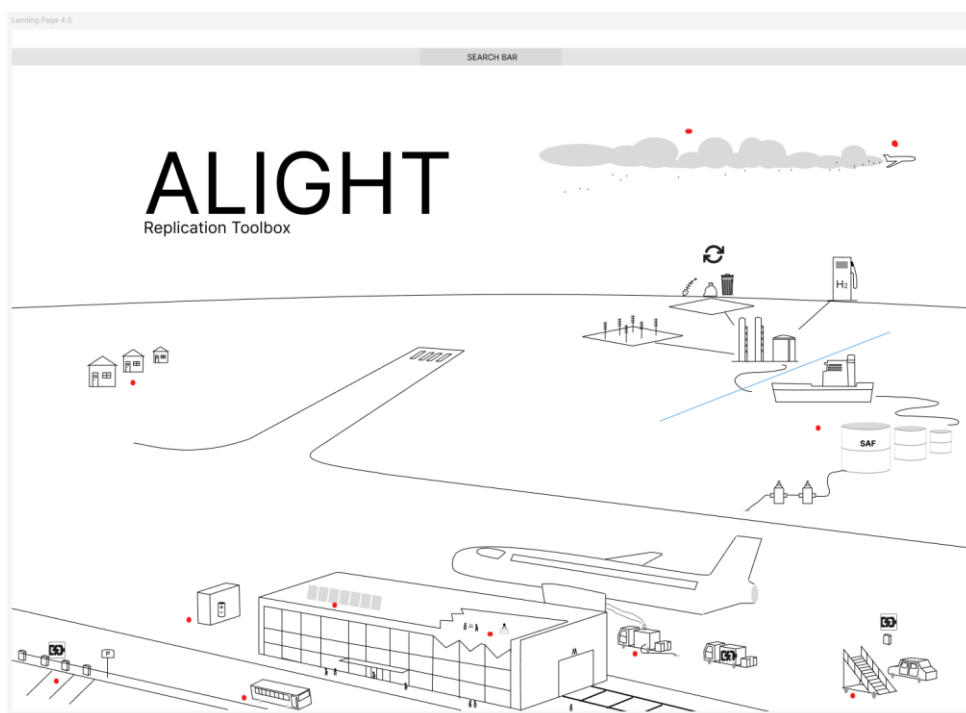 Landing Page 4.0
SEARCH BAR
ALIGHT
Replication Toolbox
H2
SAF
P